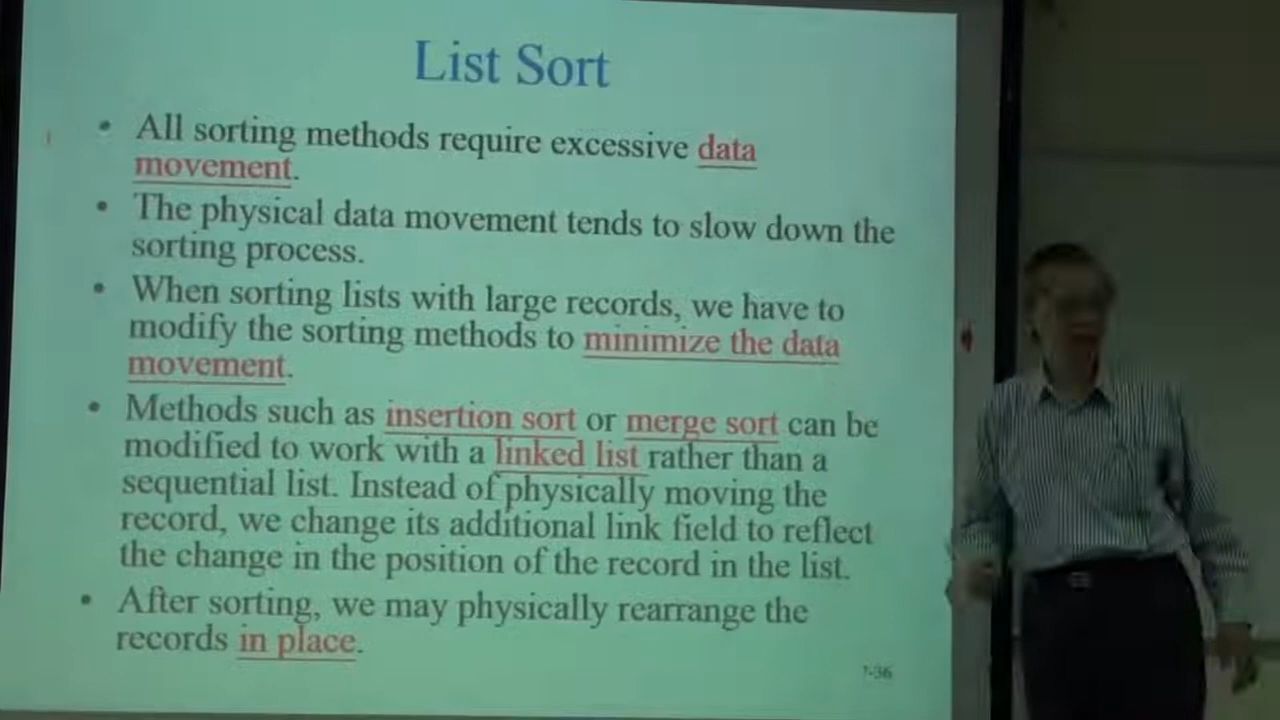 List Sort
• All sorting methods require excessive data
movement.
• The physical data movement tends to slow down the
sorting process.
• When sorting lists with large records, we have to
modify the sorting methods to minimize the data
movement.
• Methods such as insertion sort or merge sort can be
modified to work with a linked list rather than a
sequential list. Instead of physically moving the
record, we change its additional link field to reflect
the change in the position of the record in the list.
• After sorting, we may physically rearrange the
records in place.
7-36